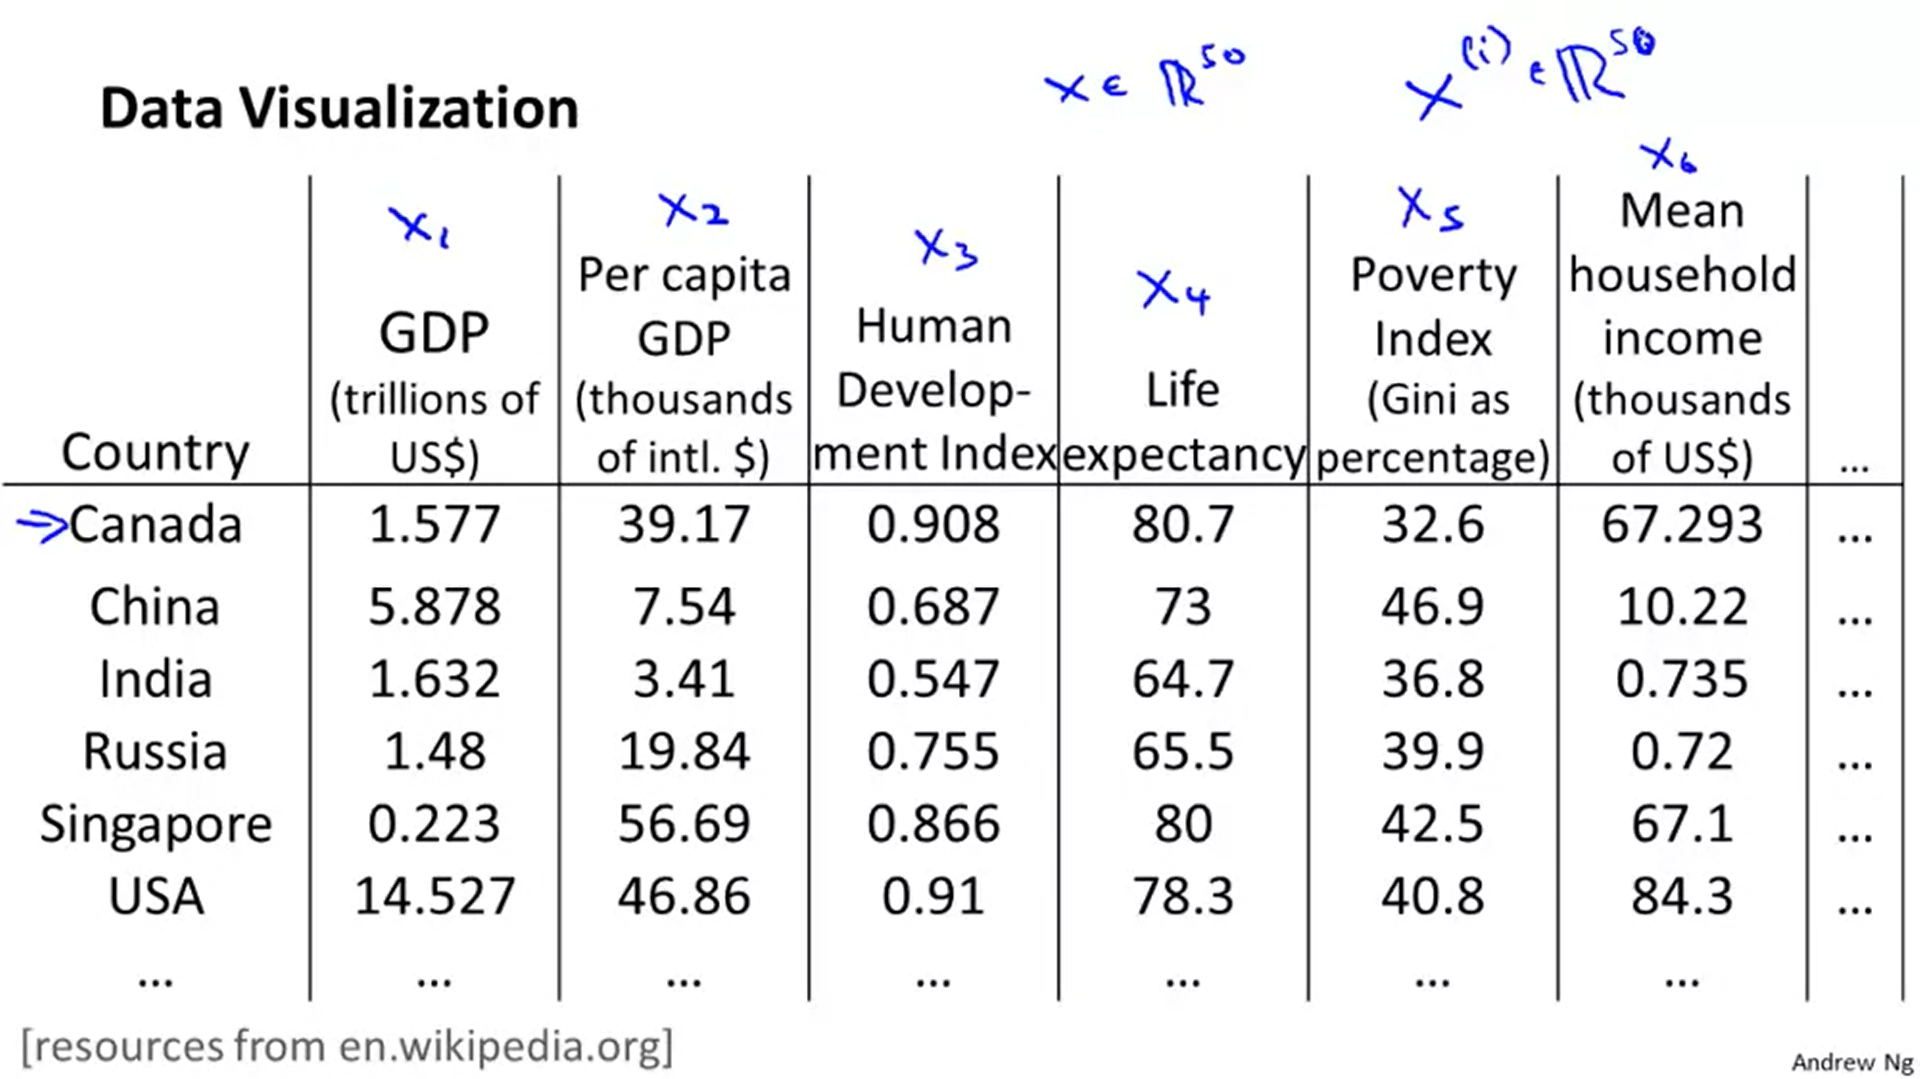 Data Visualization
x ∈ ℝ^50 x^(i) ∈ ℝ^50
x₁ x₂ x₃ x₄ x₅ x₆
Country
GDP
(trillions of
US$)
Per capita
GDP
(thousands
of intl. $)
Human
Develop-
ment Index
Life
expectancy
Poverty
Index
(Gini as
percentage)
Mean
household
income
(thousands
of US$)
...
→Canada 1.577 39.17 0.908 80.7 32.6 67.293 ...
China 5.878 7.54 0.687 73 46.9 10.22 ...
India 1.632 3.41 0.547 64.7 36.8 0.735 ...
Russia 1.48 19.84 0.755 65.5 39.9 0.72 ...
Singapore 0.223 56.69 0.866 80 42.5 67.1 ...
USA 14.527 46.86 0.91 78.3 40.8 84.3 ...
... ... ... ... ... ... ...
[resources from en.wikipedia.org]
Andrew Ng